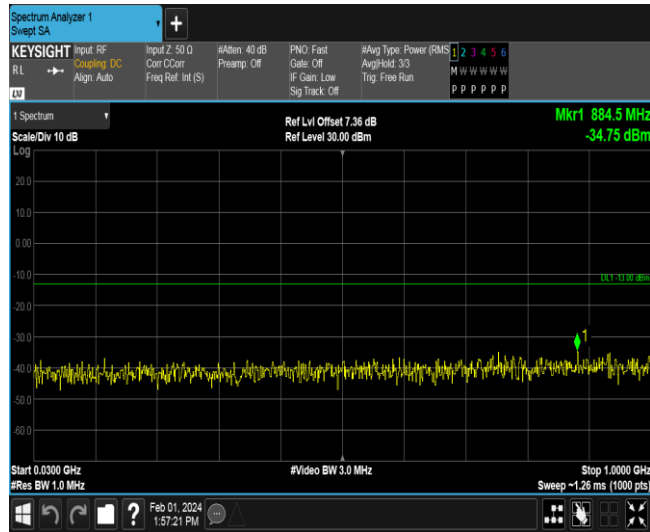 Spectrum Analyzer 1
Swept SA
+
KEYSIGHT Input: RF Input Z: 50 Ω #Atten: 40 dB PNO: Fast #Avg Type: Power (RMS 1 2 3 4 5 6
RL Coupling: DC Corr CCorr Preamp: Off Gate: Off Avg|Hold: 3/3 M W W W W W
Align: Auto Freq Ref: Int (S) IF Gain: Low Trig: Free Run
LXI Sig Track: Off P P P P P P
1 Spectrum Ref Lvl Offset 7.36 dB Mkr1 884.5 MHz
Scale/Div 10 dB Ref Level 30.00 dBm -34.75 dBm
Log
20.0
10.0
0.00
-10.0 DL1 -13.00 dBm
-20.0
-30.0 1
-40.0
-50.0
-60.0
Start 0.0300 GHz #Video BW 3.0 MHz Stop 1.0000 GHz
#Res BW 1.0 MHz Sweep ~1.26 ms (1000 pts)
? Feb 01, 2024
1:57:21 PM